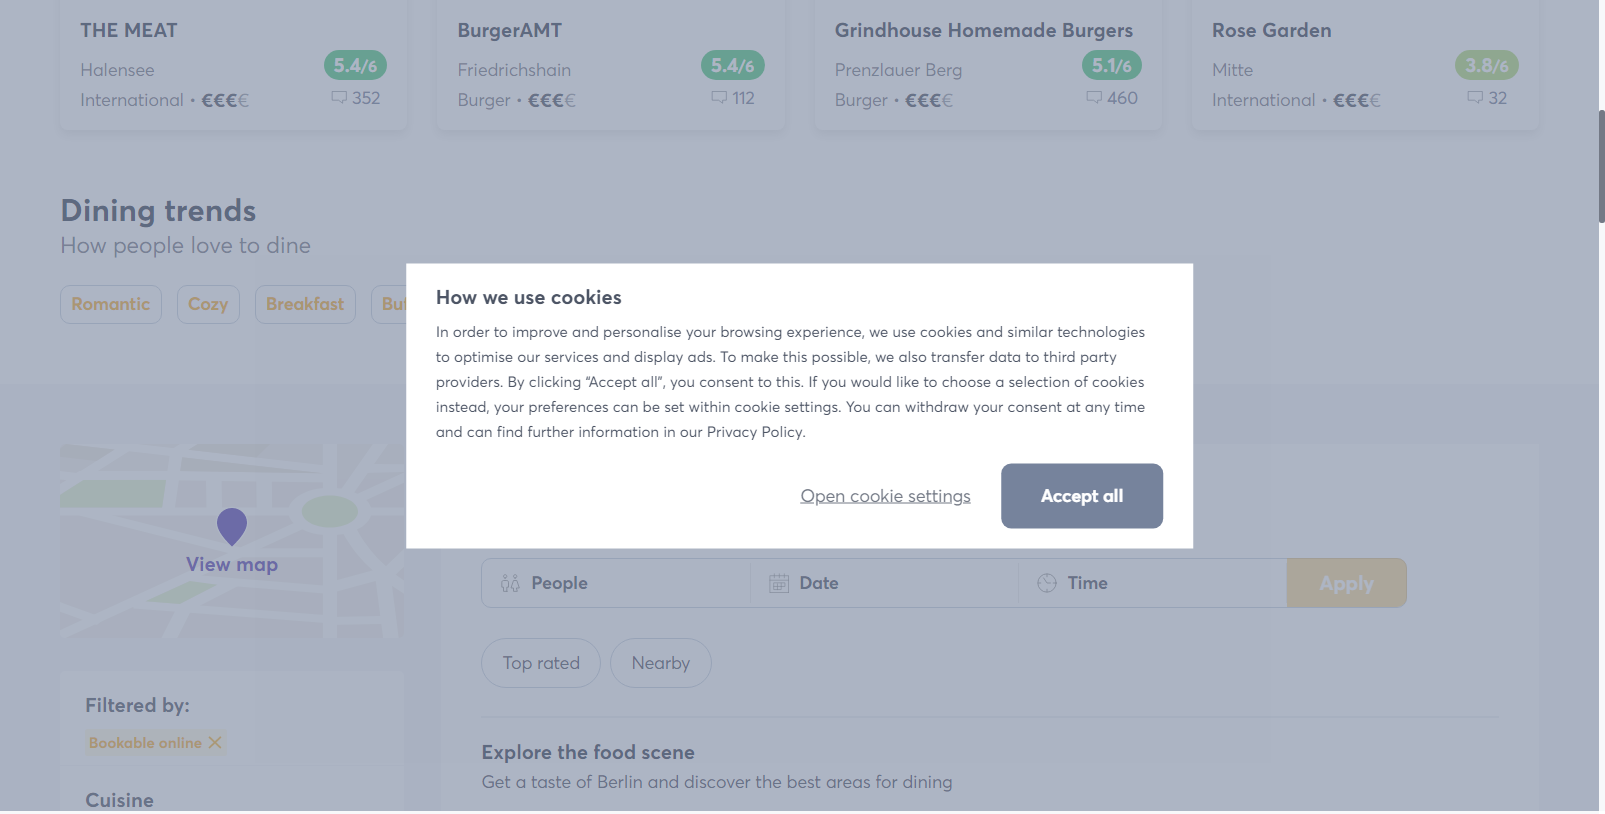 THE MEAT
Halensee
5.4/6
International • €€€€
352
BurgerAMT
Friedrichshain
5.4/6
Burger • €€€€
112
Grindhouse Homemade Burgers
Prenzlauer Berg
5.1/6
Burger • €€€€
460
Rose Garden
Mitte
3.8/6
International • €€€€
32
Dining trends
How people love to dine
Romantic
Cozy
Breakfast
How we use cookies
In order to improve and personalise your browsing experience, we use cookies and similar technologies
to optimise our services and display ads. To make this possible, we also transfer data to third party
providers. By clicking “Accept all”, you consent to this. If you would like to choose a selection of cookies
instead, your preferences can be set within cookie settings. You can withdraw your consent at any time
and can find further information in our Privacy Policy.
Open cookie settings
Accept all
View map
People
Date
Time
Apply
Top rated
Nearby
Filtered by:
Bookable online
Cuisine
Explore the food scene
Get a taste of Berlin and discover the best areas for dining